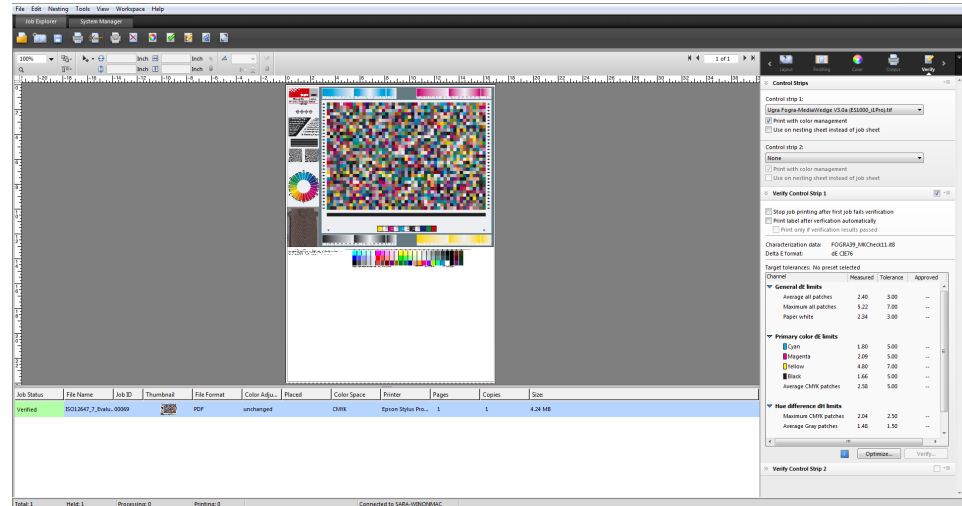 File Edit Nesting Tools View Workspace Help
Job Explorer System Manager
100% Inch Inch 1 of 1
Inch Inch
Layout Finishing Color Output Verify
Control Strips
Control strip 1:
Ugra Fogra-MediaWedge V3.0a (ES1000_iLPro).tif
Print with color management
Use on nesting sheet instead of job sheet
Control strip 2:
None
Print with color management
Use on nesting sheet instead of job sheet
Verify Control Strip 1
Stop job printing after first job fails verification
Print label after verification automatically
Print only if verification results passed
Characterization data: FOGRA39_MKCheck11.it8
Delta E format: dE CIE76
Target tolerances: No preset selected
Channel Measured Tolerance Approved
General dE limits
Average all patches 2.40 3.00 --
Maximum all patches 5.22 7.00 --
Paper white 2.34 3.00 --
Primary color dE limits
Cyan 1.80 5.00 --
Magenta 2.09 5.00 --
Yellow 4.80 7.00 --
Black 1.66 5.00 --
Average CMYK patches 2.58 5.00 --
Hue difference dH limits
Maximum CMYK patches 2.04 2.50 --
Average Gray patches 1.48 1.50 --
Optimize... Verify...
Verify Control Strip 2
Job Status File Name Job ID Thumbnail File Format Color Adju... Placed Color Space Printer Pages Copies Size
Verified ISO12647_7_Evalu... 00069 PDF unchanged CMYK Epson Stylus Pro... 1 1 4.24 MB
Total: 1 Held: 1 Processing: 0 Printing: 0 Connected to SARA-WINONMAC